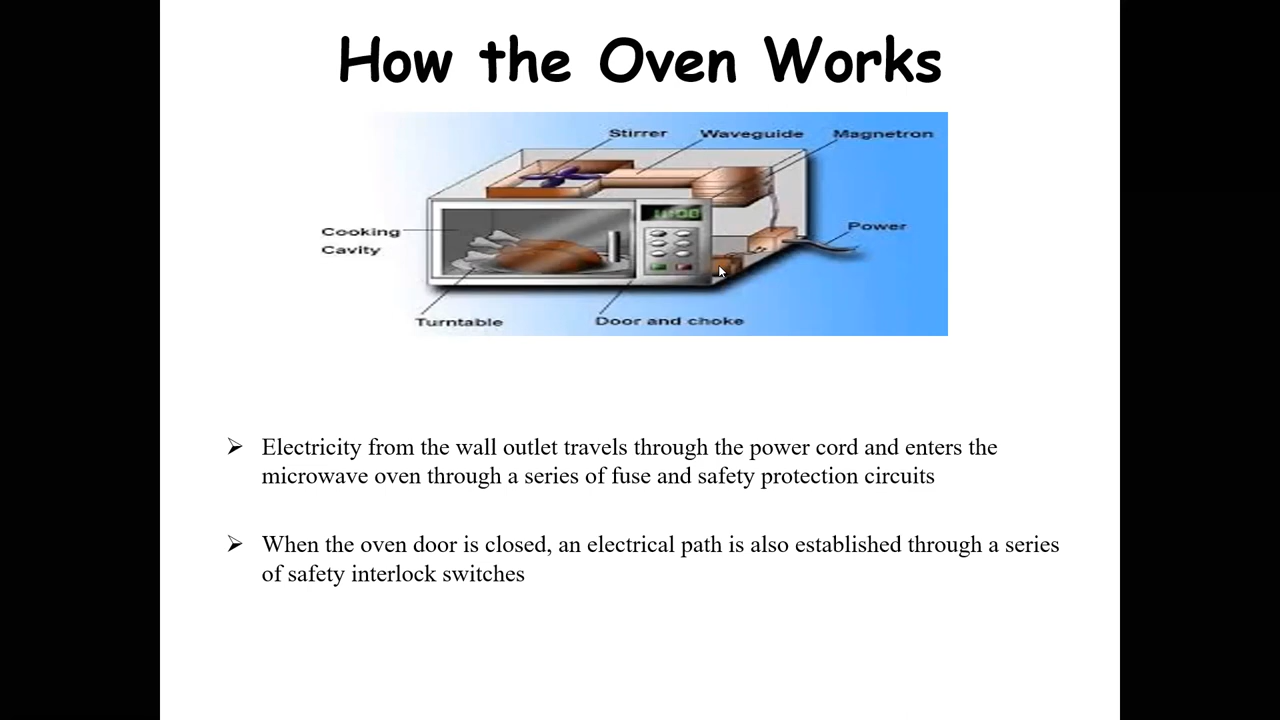 How the Oven Works
Stirrer Waveguide Magnetron
Cooking
Cavity
Power
Turntable
Door and choke
➢ Electricity from the wall outlet travels through the power cord and enters the
microwave oven through a series of fuse and safety protection circuits
➢ When the oven door is closed, an electrical path is also established through a series
of safety interlock switches